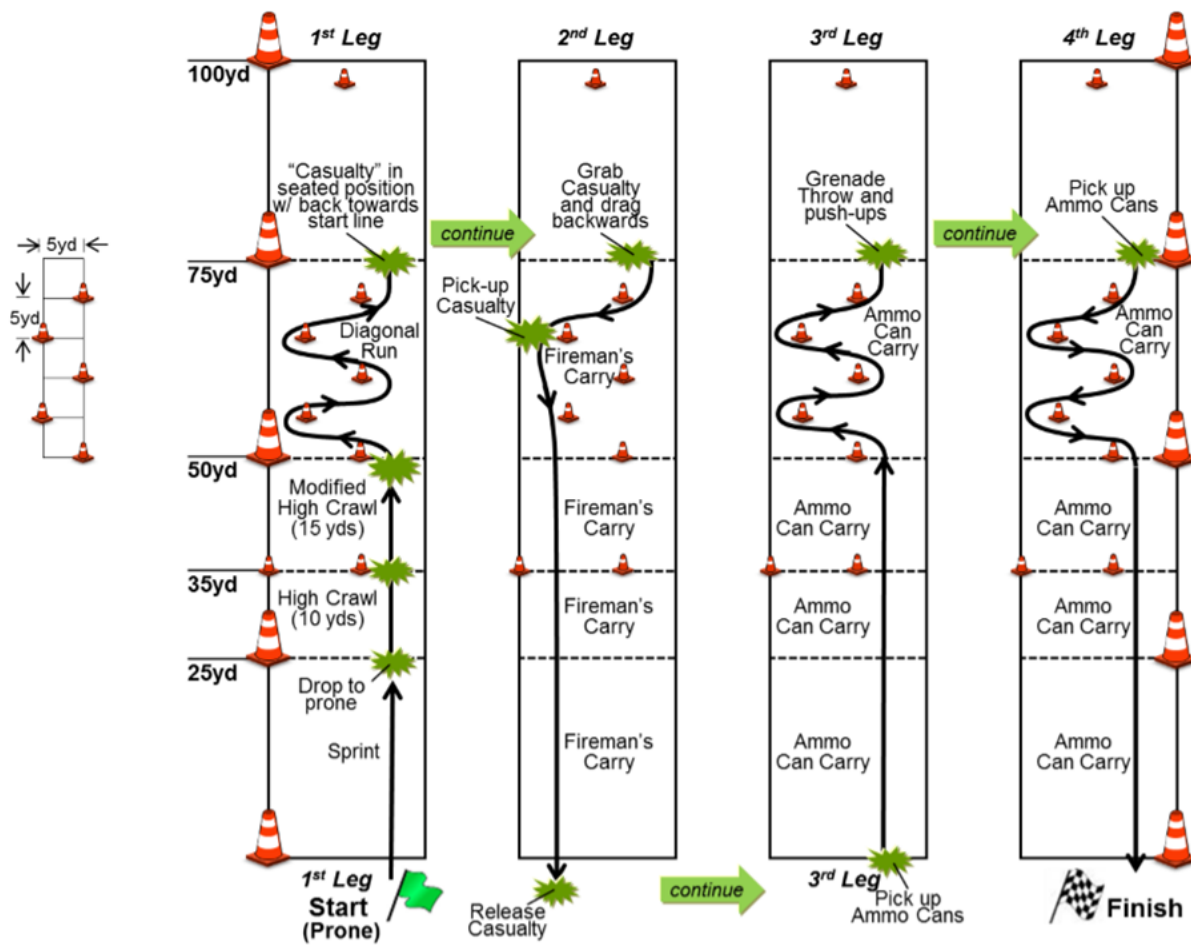 1st Leg
2nd Leg
3rd Leg
4th Leg
100yd
"Casualty" in
seated position
w/ back towards
start line
continue
Grab
Casualty
and drag
backwards
Grenade
Throw and
push-ups
continue
Pick up
Ammo Cans
5yd
5yd
75yd
Diagonal
Run
Pick-up
Casualty
Fireman's
Carry
Ammo
Can
Carry
Ammo
Can
Carry
50yd
Modified
High Crawl
(15 yds)
Fireman's
Carry
Ammo
Can Carry
Ammo
Can Carry
35yd
High Crawl
(10 yds)
Fireman's
Carry
Ammo
Can Carry
Ammo
Can Carry
25yd
Drop to
prone
Sprint
Fireman's
Carry
Ammo
Can Carry
Ammo
Can Carry
1st Leg
Start
(Prone)
Release
Casualty
continue
3rd Leg
Pick up
Ammo Cans
Finish